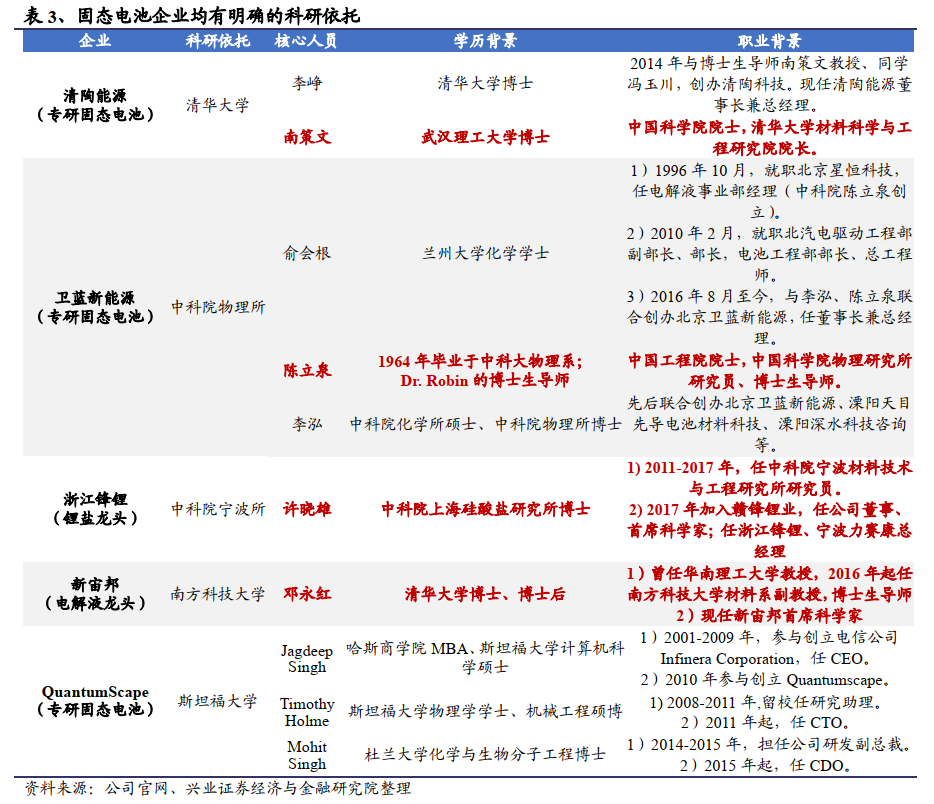 表 3、固态电池企业均有明确的科研依托
企业 科研依托 核心人员 学历背景 职业背景
清陶能源
（专研固态电池）
清华大学
李峥
清华大学博士
2014 年与博士生导师南策文教授、同学
冯玉川，创办清陶科技。现任清陶能源董
事长兼总经理。
南策文
武汉理工大学博士
中国科学院院士，清华大学材料科学与工
程研究院院长。
卫蓝新能源
（专研固态电池）
中科院物理所
俞会根
兰州大学化学学士
1）1996 年 10 月，就职北京星恒科技，
任电解液事业部经理（中科院陈立泉创
立）。
2）2010 年 2 月，就职北汽电驱动工程部
副部长、部长，电池工程部部长、总工程
师。
3）2016 年 8 月至今，与李泓、陈立泉联
合创办北京卫蓝新能源，任董事长兼总经
理。
陈立泉
1964 年毕业于中科大物理系；
Dr. Robin 的博士生导师
中国工程院院士，中国科学院物理研究所
研究员、博士生导师。
李泓
中科院化学所硕士、中科院物理所博士
先后联合创办北京卫蓝新能源、溧阳天目
先导电池材料科技、溧阳深水科技咨询
等。
浙江锋锂
（锂盐龙头）
中科院宁波所
许晓雄
中科院上海硅酸盐研究所博士
1) 2011-2017 年，任中科院宁波材料技术
与工程研究所研究员。
2) 2017 年加入赣锋锂业，任公司董事、
首席科学家；任浙江锋锂、宁波力赛康总
经理
新宙邦
（电解液龙头）
南方科技大学
邓永红
清华大学博士、博士后
1）曾任华南理工大学教授，2016 年起任
南方科技大学材料系副教授，博士生导师
2）现任新宙邦首席科学家
QuantumScape
（专研固态电池）
斯坦福大学
Jagdeep
Singh
哈斯商学院 MBA、斯坦福大学计算机科
学硕士
1）2001-2009 年，参与创立电信公司
Infinera Corporation，任 CEO。
2）2010 年参与创立 Quantumscape。
Timothy
Holme
斯坦福大学物理学学士、机械工程硕博
1) 2008-2011 年,留校任研究助理。
2）2011 年起，任 CTO。
Mohit
Singh
杜兰大学化学与生物分子工程博士
1）2014-2015 年，担任公司研发副总裁。
2）2015 年起，任 CDO。
资料来源：公司官网、兴业证券经济与金融研究院整理